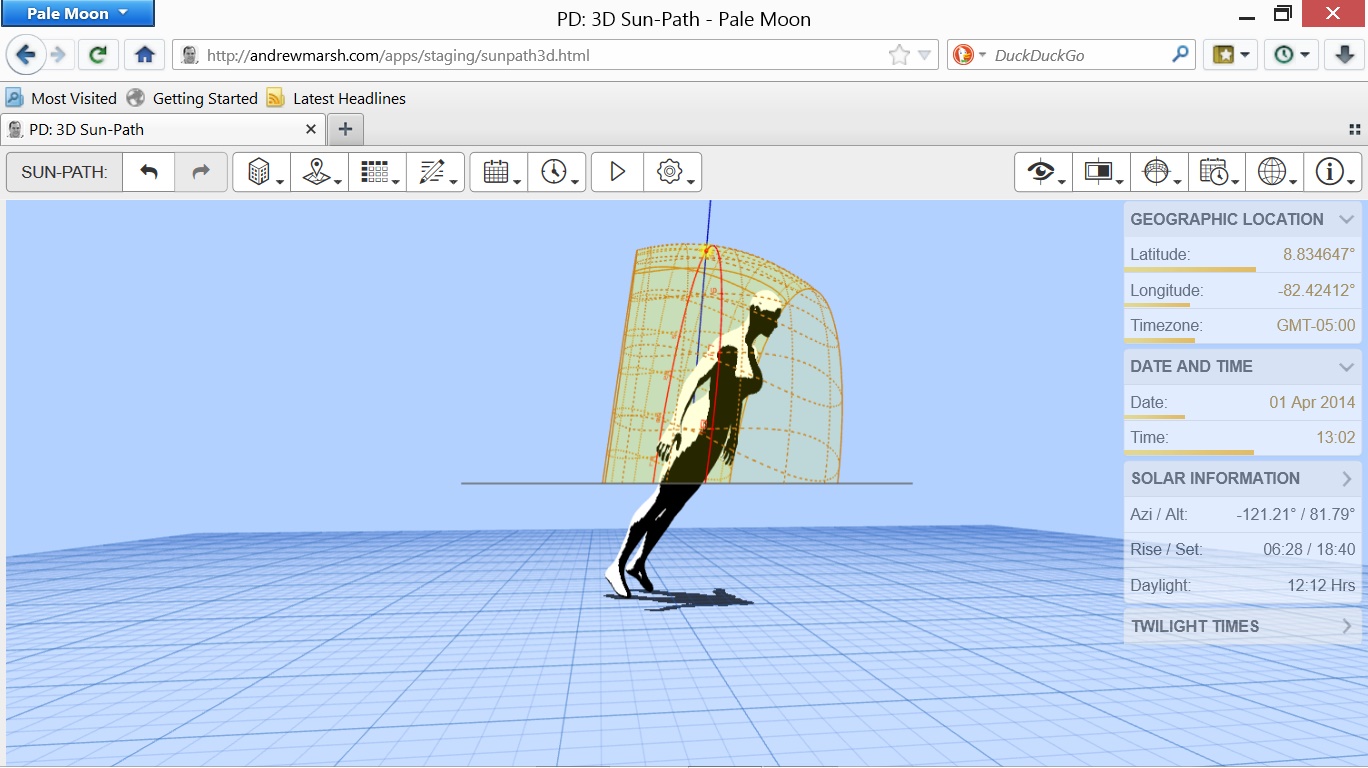 Pale Moon
PD: 3D Sun-Path - Pale Moon
http://andrewmarsh.com/apps/staging/sunpath3d.html
DuckDuckGo
Most Visited
Getting Started
Latest Headlines
PD: 3D Sun-Path
SUN-PATH:
GEOGRAPHIC LOCATION
Latitude: 8.834647°
Longitude: -82.42412°
Timezone: GMT-05:00
DATE AND TIME
Date: 01 Apr 2014
Time: 13:02
SOLAR INFORMATION
Azi / Alt: -121.21° / 81.79°
Rise / Set: 06:28 / 18:40
Daylight: 12:12 Hrs
TWILIGHT TIMES